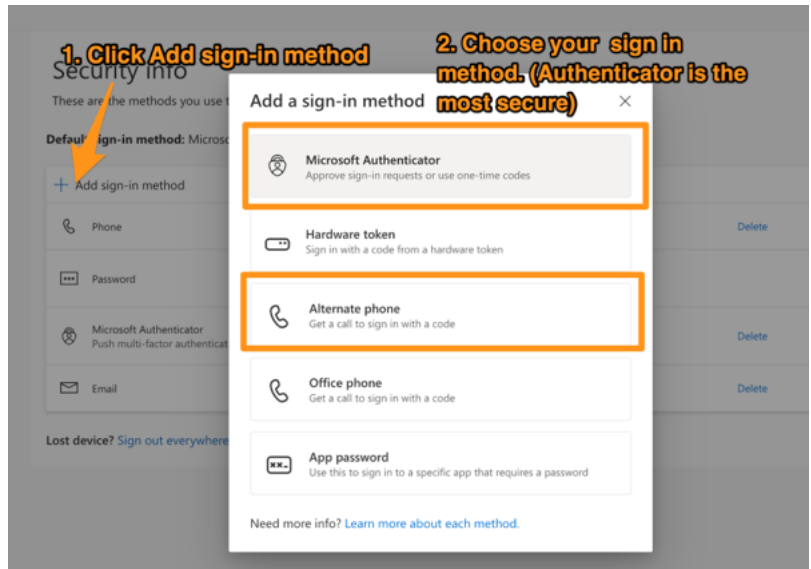 1. Click Add sign-in method
2. Choose your sign in
method. (Authenticator is the
most secure)
Security info
These are the methods you use t
Default sign-in method: Microso
Add sign-in method
Phone
Delete
Password
Microsoft Authenticator
Push multi-factor authenticat
Delete
Email
Delete
Lost device? Sign out everywhere
Add a sign-in method
Microsoft Authenticator
Approve sign-in requests or use one-time codes
Hardware token
Sign in with a code from a hardware token
Alternate phone
Get a call to sign in with a code
Office phone
Get a call to sign in with a code
App password
Use this to sign in to a specific app that requires a password
Need more info? Learn more about each method.